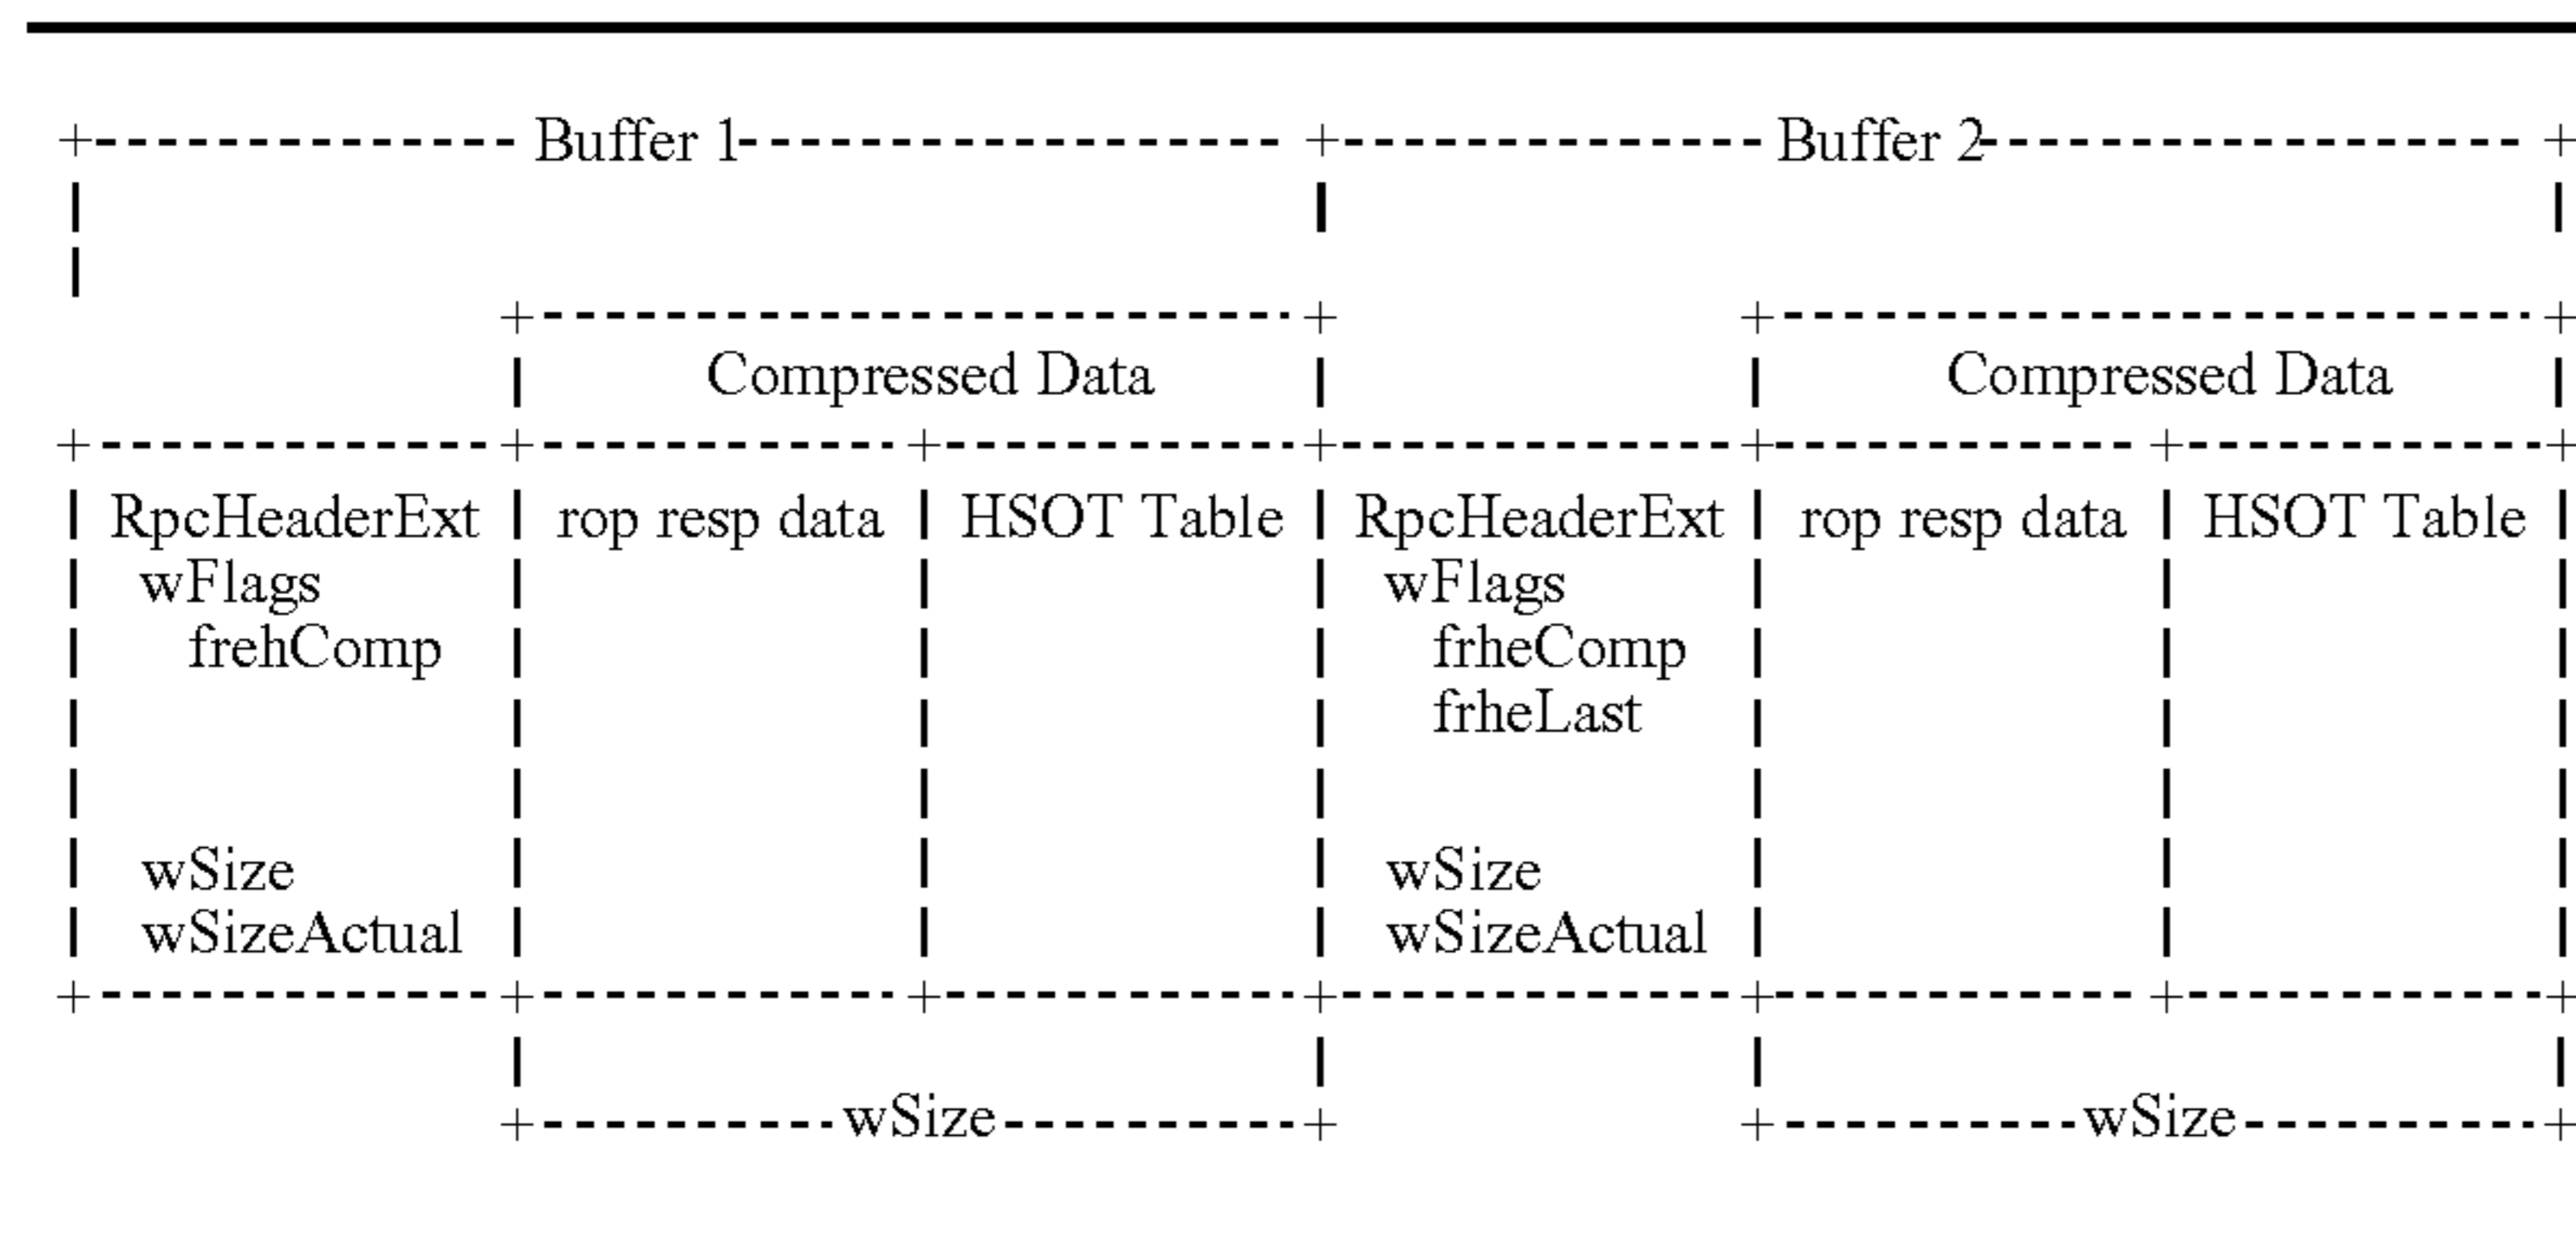 Buffer 1 Buffer 2
Compressed Data Compressed Data
RpcHeaderExt rop resp data HSOT Table RpcHeaderExt rop resp data HSOT Table
wFlags wFlags
frehComp frheComp
frheLast
wSize wSize
wSizeActual wSizeActual
wSize wSize